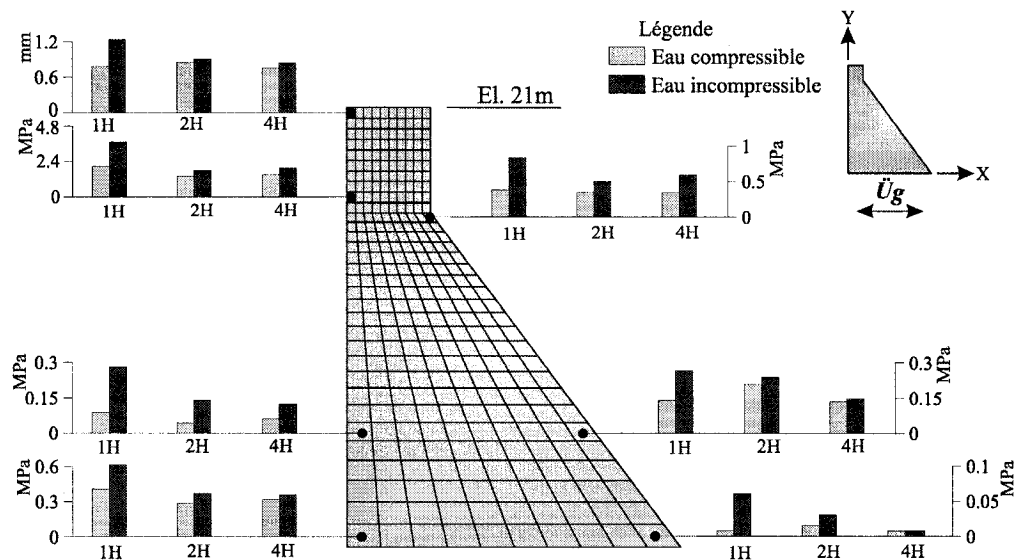 Légende
Eau compressible
Eau incompressible
El. 21m
Y
X
Üg
mm
1.2
0.6
0
1H 2H 4H
MPa
4.8
2.4
0
1H 2H 4H
1
0.5
0
MPa
1H 2H 4H
MPa
0.3
0.15
0
1H 2H 4H
0.3
0.15
0
MPa
1H 2H 4H
MPa
0.6
0.3
0
1H 2H 4H
0.1
0.05
0
MPa
1H 2H 4H